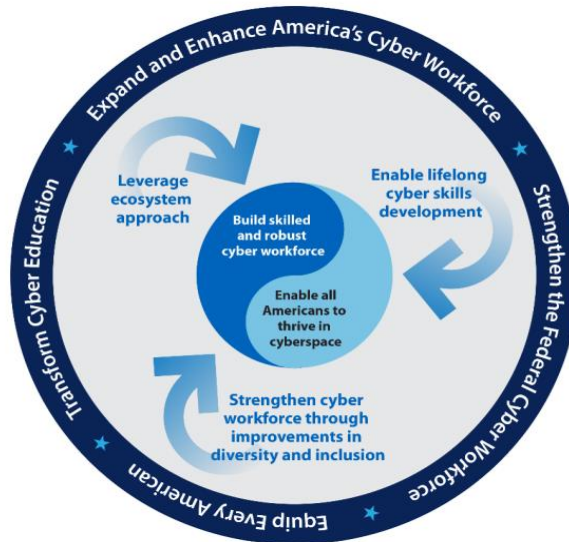 Expand and Enhance America's Cyber Workforce
Strengthen the Federal Cyber Workforce
Equip Every American
Transform Cyber Education
Leverage
ecosystem
approach
Enable lifelong
cyber skills
development
Build skilled
and robust
cyber workforce
Enable all
Americans to
thrive in
cyberspace
Strengthen cyber
workforce through
improvements in
diversity and inclusion